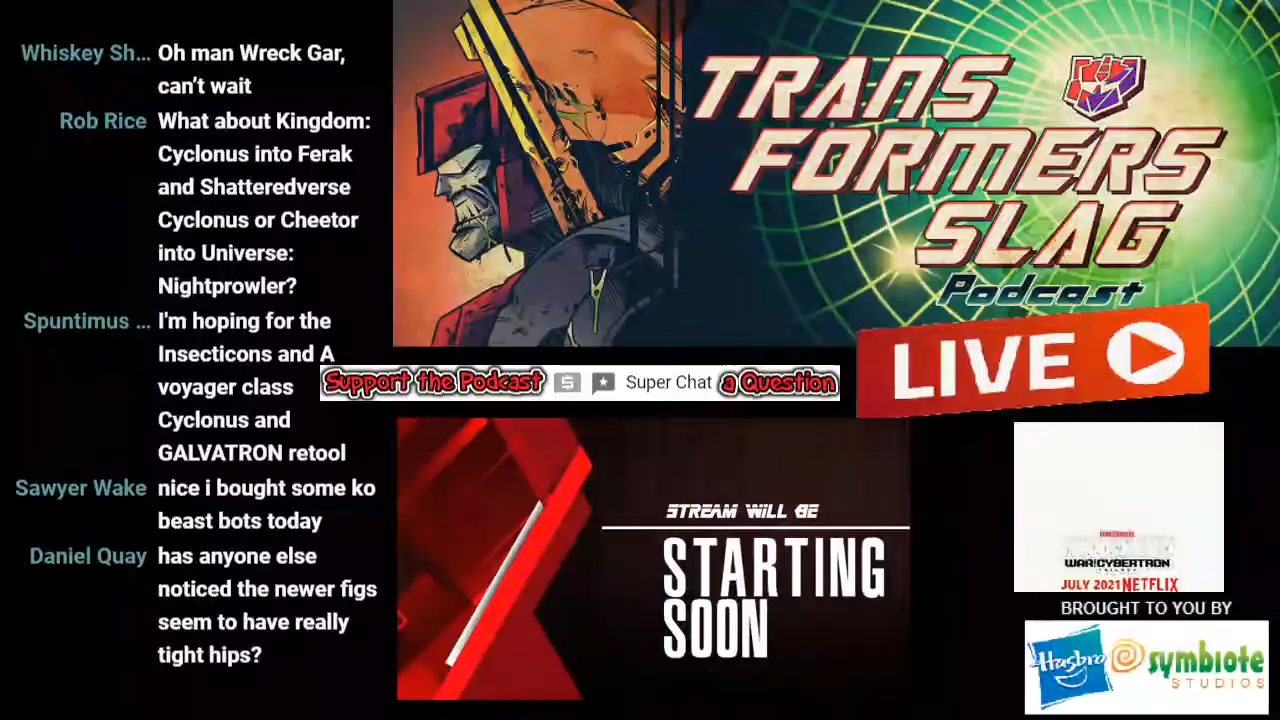 Whiskey Sh... Oh man Wreck Gar,
can't wait
Rob Rice What about Kingdom:
Cyclonus into Ferak
and Shatteredverse
Cyclonus or Cheetor
into Universe:
Nightprowler?
Spuntimus ... I'm hoping for the
Insecticons and A
voyager class
Cyclonus and
GALVATRON retool
Sawyer Wake nice i bought some ko
beast bots today
Daniel Quay has anyone else
noticed the newer figs
seem to have really
tight hips?
TRANS
FORMERS
SLAG
Podcast
LIVE
Support the Podcast $ Super Chat a Question
STREAM WILL BE
STARTING
SOON
WAR FOR CYBERTRON
JULY 2021 NETFLIX
BROUGHT TO YOU BY
Hasbro symbiote
STUDIOS